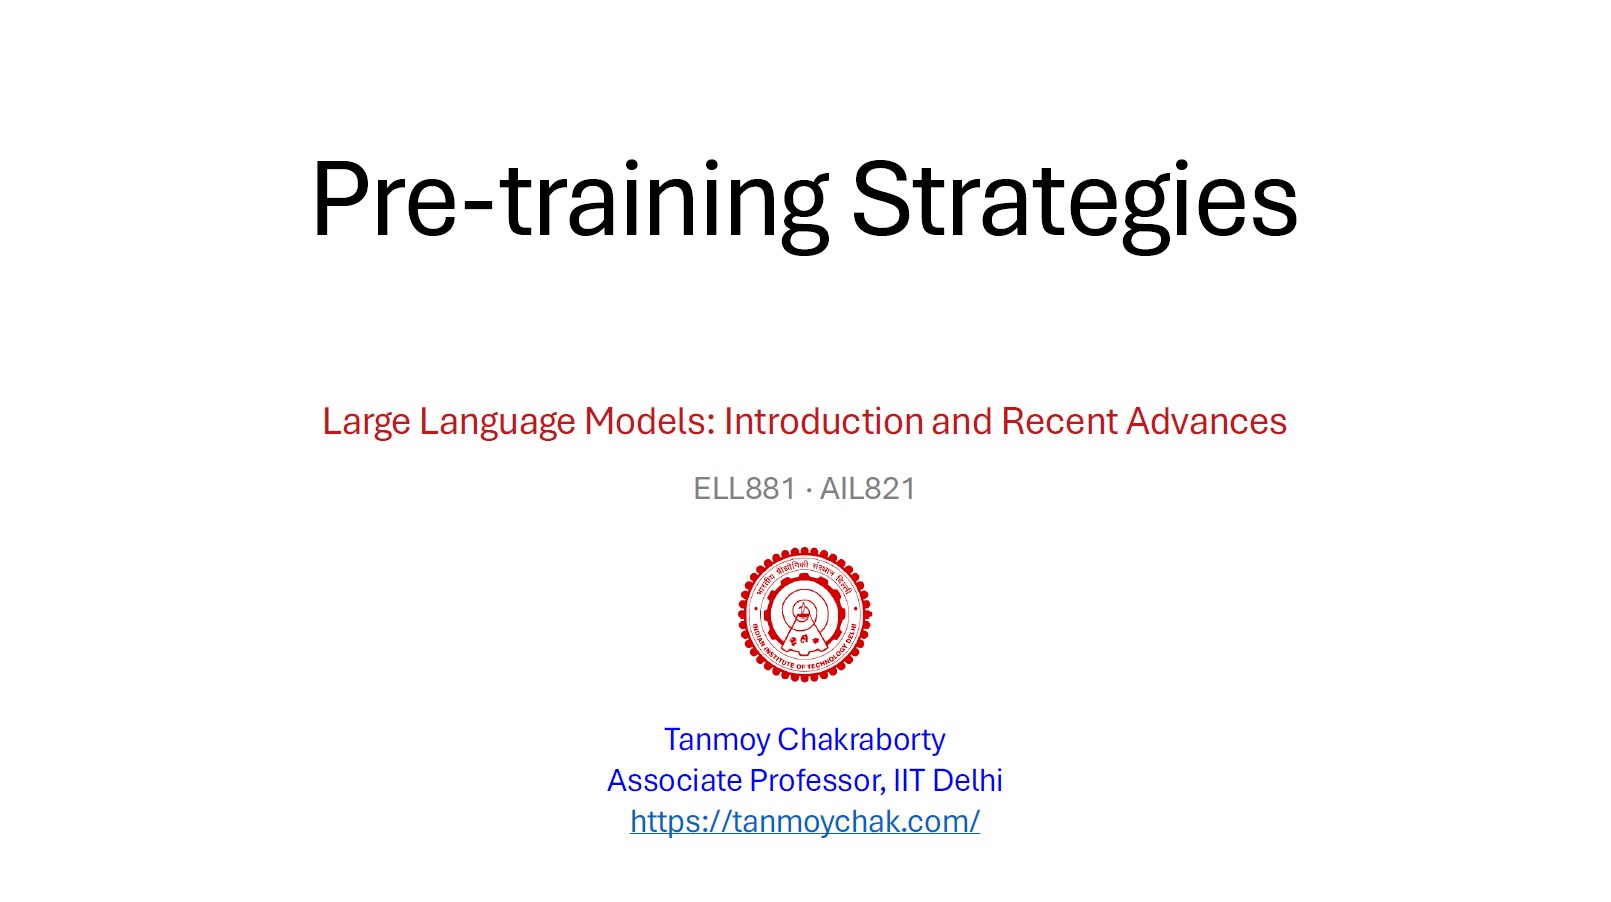 Pre-training Strategies
Large Language Models: Introduction and Recent Advances
ELL881 · AIL821
भारतीय प्रौद्योगिकी संस्थान दिल्ली
INDIAN INSTITUTE OF TECHNOLOGY DELHI
Tanmoy Chakraborty
Associate Professor, IIT Delhi
https://tanmoychak.com/